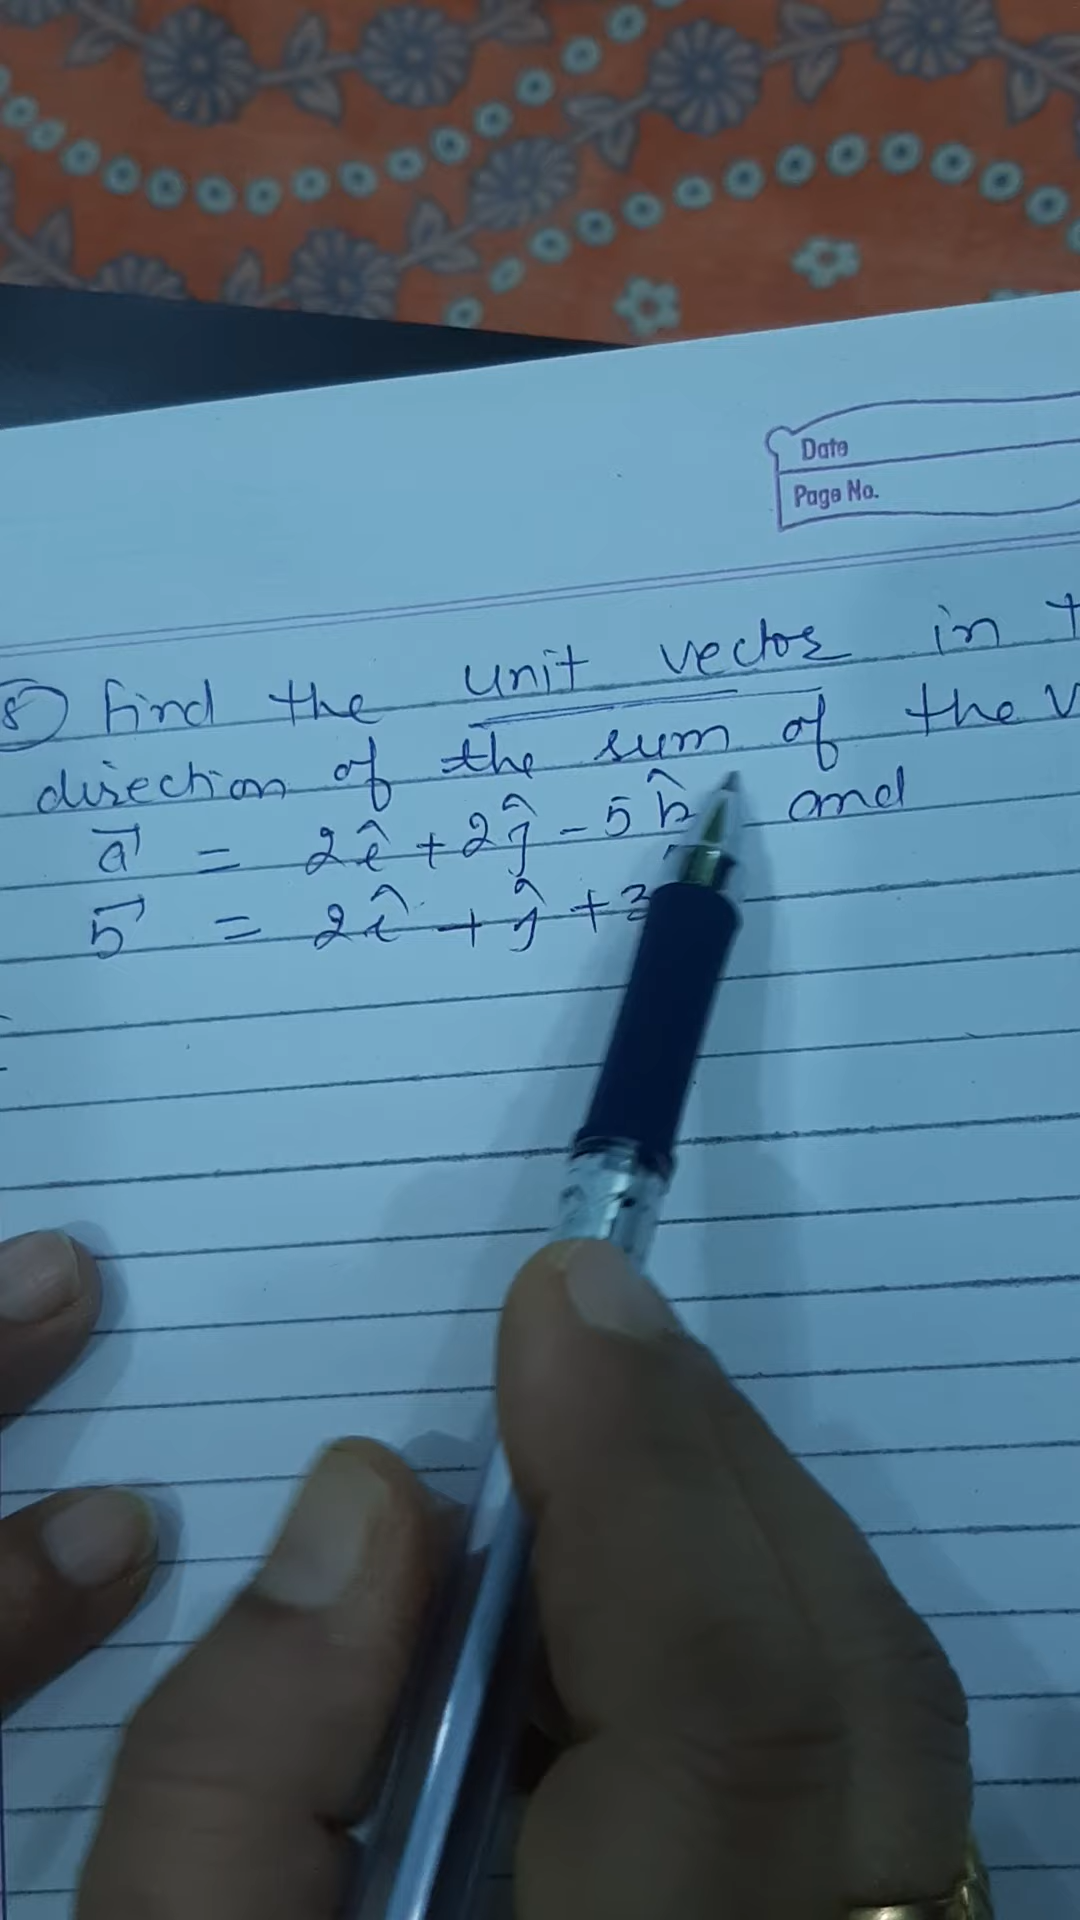 Date
Page No.
8 Find the unit vector in
direction of the sum of the
a⃗ = 2î + 2ĵ - 5k̂ and
b⃗ = 2î + ĵ + 3